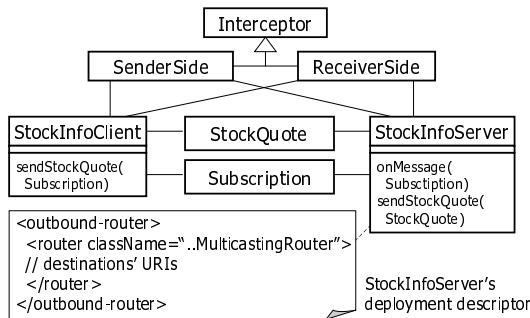 Interceptor
SenderSide
ReceiverSide
StockInfoClient
StockQuote
StockInfoServer
sendStockQuote(
Subscription)
Subscription
onMessage(
Subsctiption)
sendStockQuote(
StockQuote)
<outbound-router>
<router className=“..MulticastingRouter”>
// destinations’ URIs
</router>
</outbound-router>
StockInfoServer’s
deployment descriptor